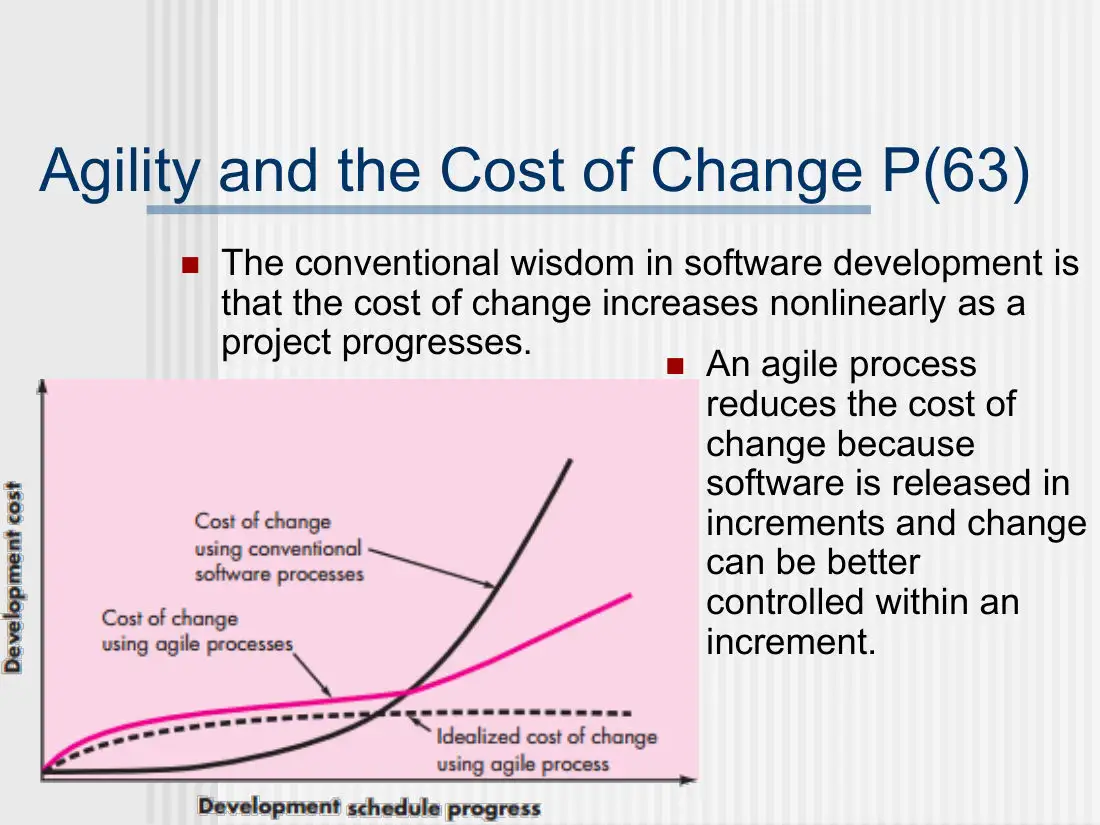 Agility and the Cost of Change P(63)
The conventional wisdom in software development is
that the cost of change increases nonlinearly as a
project progresses.
An agile process
reduces the cost of
change because
software is released in
increments and change
can be better
controlled within an
increment.
Development cost
Cost of change
using conventional
software processes
Cost of change
using agile processes
Idealized cost of change
using agile process
Development schedule progress